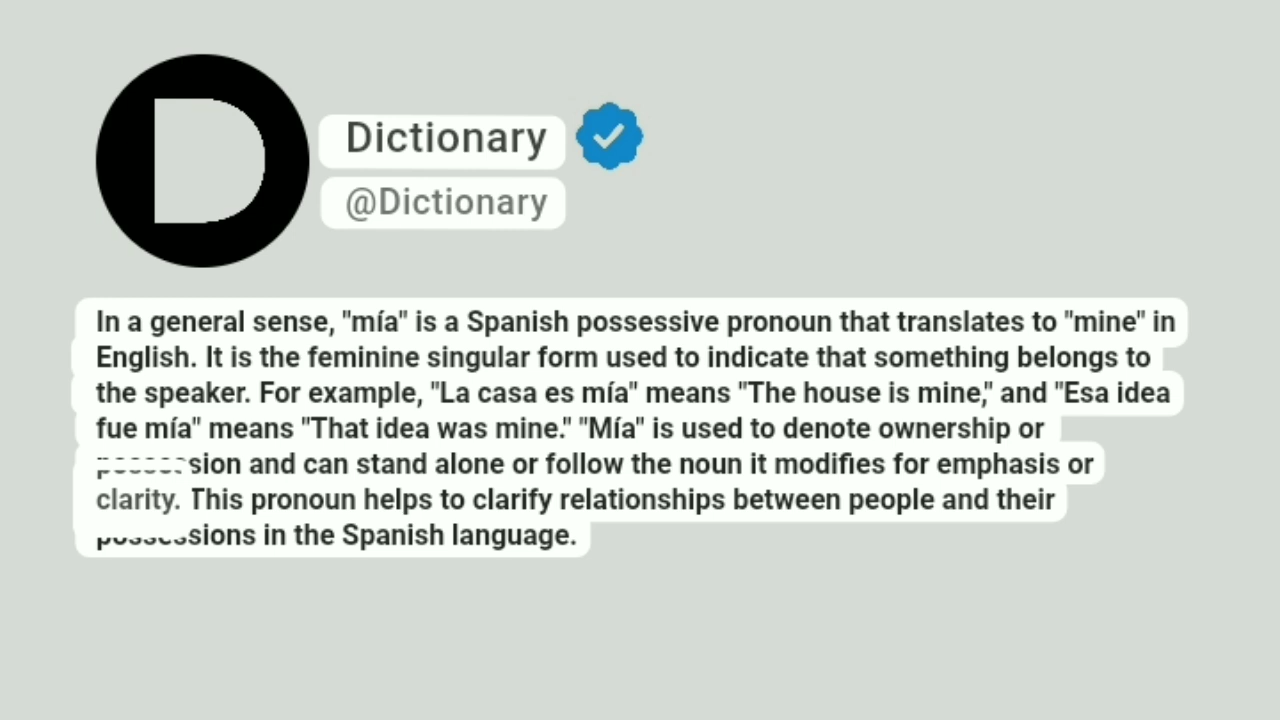 D
Dictionary
@Dictionary
In a general sense, "mía" is a Spanish possessive pronoun that translates to "mine" in
English. It is the feminine singular form used to indicate that something belongs to
the speaker. For example, "La casa es mía" means "The house is mine," and "Esa idea
fue mía" means "That idea was mine." "Mía" is used to denote ownership or
possession and can stand alone or follow the noun it modifies for emphasis or
clarity. This pronoun helps to clarify relationships between people and their
possessions in the Spanish language.